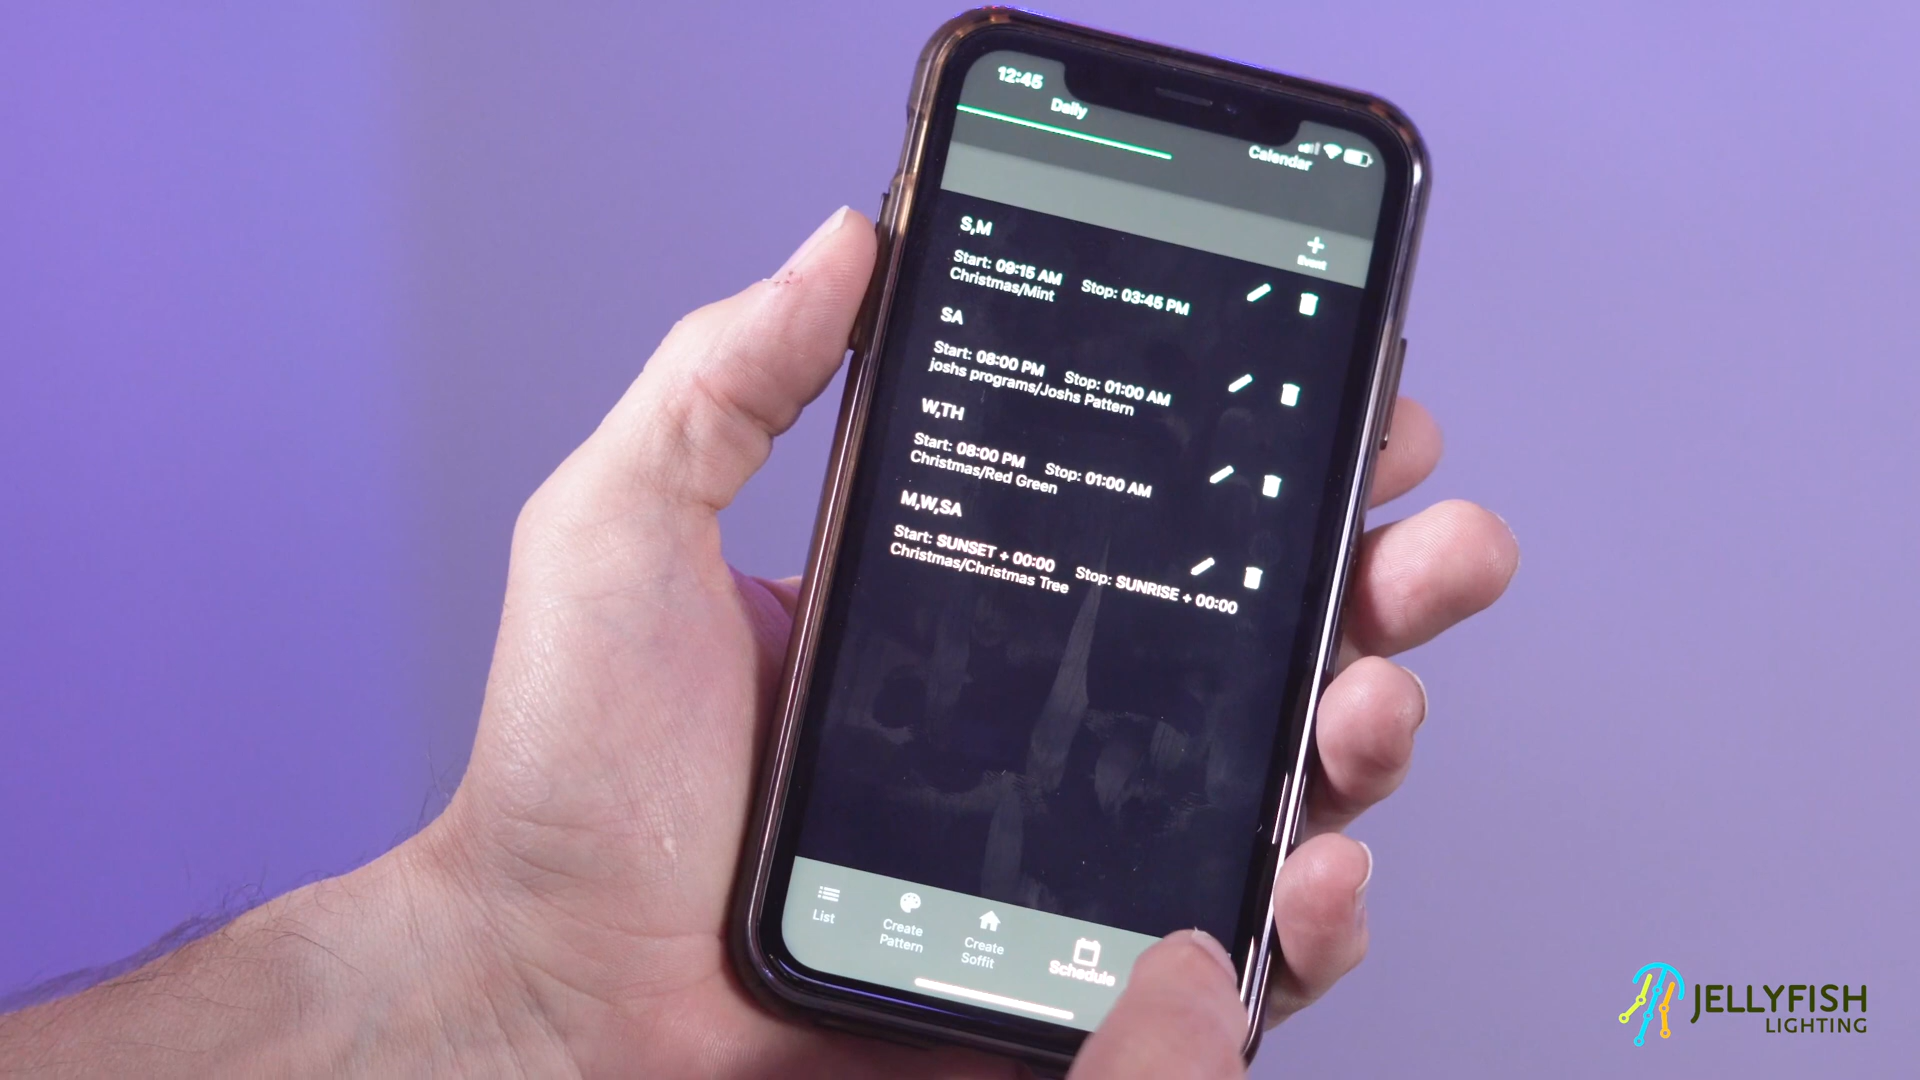 12:45
Daily
Calendar
Event
S,M
Start: 09:15 AM Stop: 03:45 PM
Christmas/Mint
SA
Start: 08:00 PM Stop: 01:00 AM
joshs programs/Joshs Pattern
W,TH
Start: 08:00 PM Stop: 01:00 AM
Christmas/Red Green
M,W,SA
Start: SUNSET + 00:00 Stop: SUNRISE + 00:00
Christmas/Christmas Tree
List
Create Pattern
Create Soffit
Schedule
JELLYFISH
LIGHTING